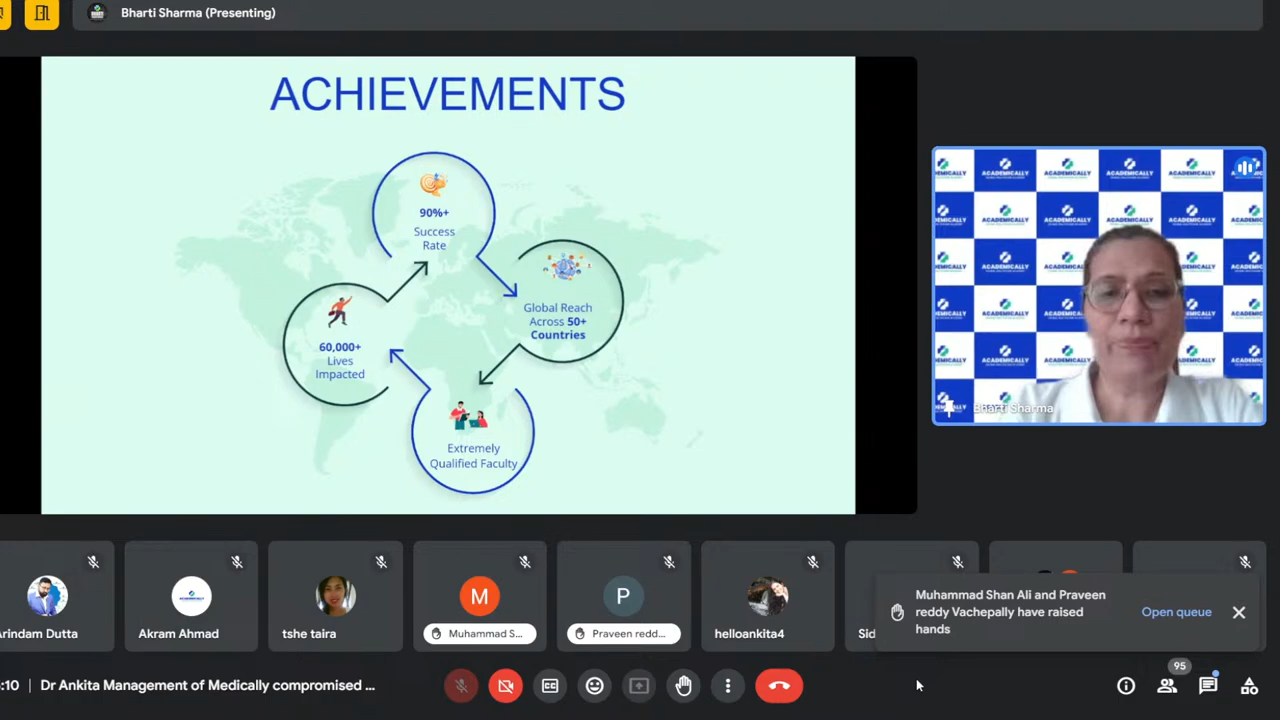 Bharti Sharma (Presenting)
ACHIEVEMENTS
90%+
Success
Rate
Global Reach
Across 50+
Countries
60,000+
Lives
Impacted
Extremely
Qualified Faculty
ACADEMICALLY
Bharti Sharma
Arindam Dutta
Akram Ahmad
tshe taira
M
Muhammad S...
P
Praveen redd...
helloankita4
Sid
Muhammad Shan Ali and Praveen
reddy Vachepally have raised
hands
Open queue
95
:10 | Dr Ankita Management of Medically compromised ...